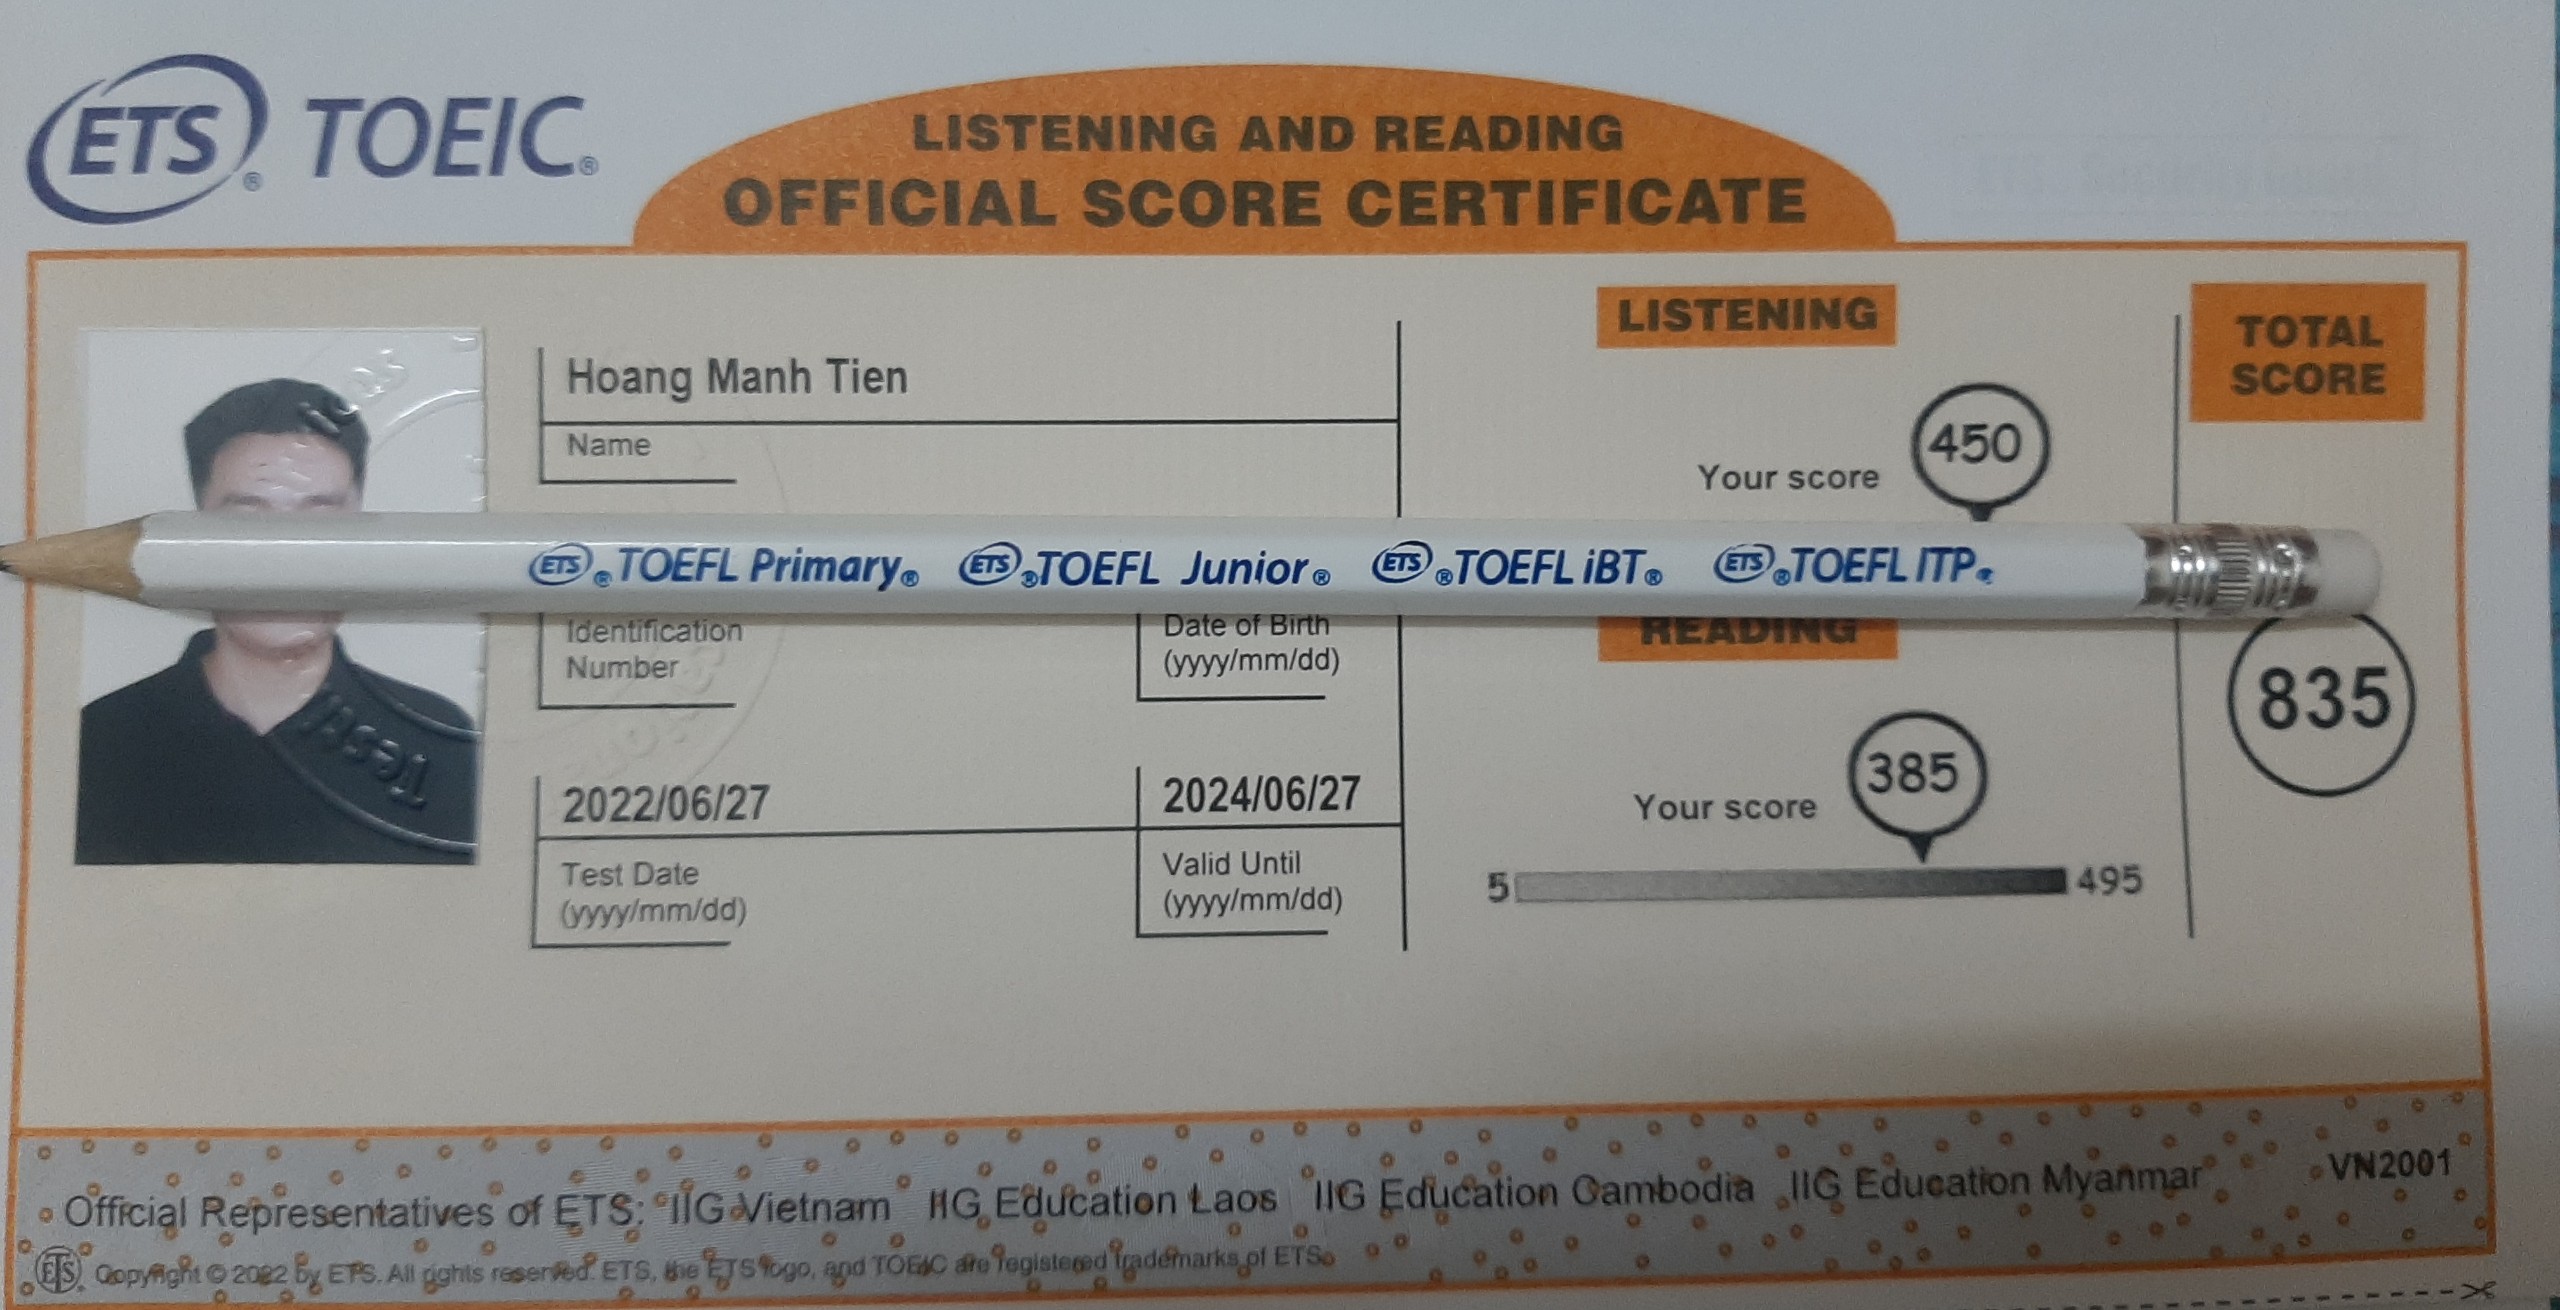 ETS® TOEIC®
LISTENING AND READING
OFFICIAL SCORE CERTIFICATE
Hoang Manh Tien
Name
LISTENING
Your score
450
TOTAL
SCORE
ETS® TOEFL Primary® ETS® TOEFL Junior® ETS® TOEFL iBT® ETS® TOEFL ITP®
Identification
Number
Date of Birth
(yyyy/mm/dd)
READING
835
2022/06/27
Test Date
(yyyy/mm/dd)
2024/06/27
Valid Until
(yyyy/mm/dd)
Your score
385
5
495
Test
Official Representatives of ETS: IIG Vietnam IIG Education Laos IIG Education Cambodia IIG Education Myanmar
VN2001
ETS Copyright © 2022 by ETS. All rights reserved. ETS, the ETS logo, and TOEIC are registered trademarks of ETS.